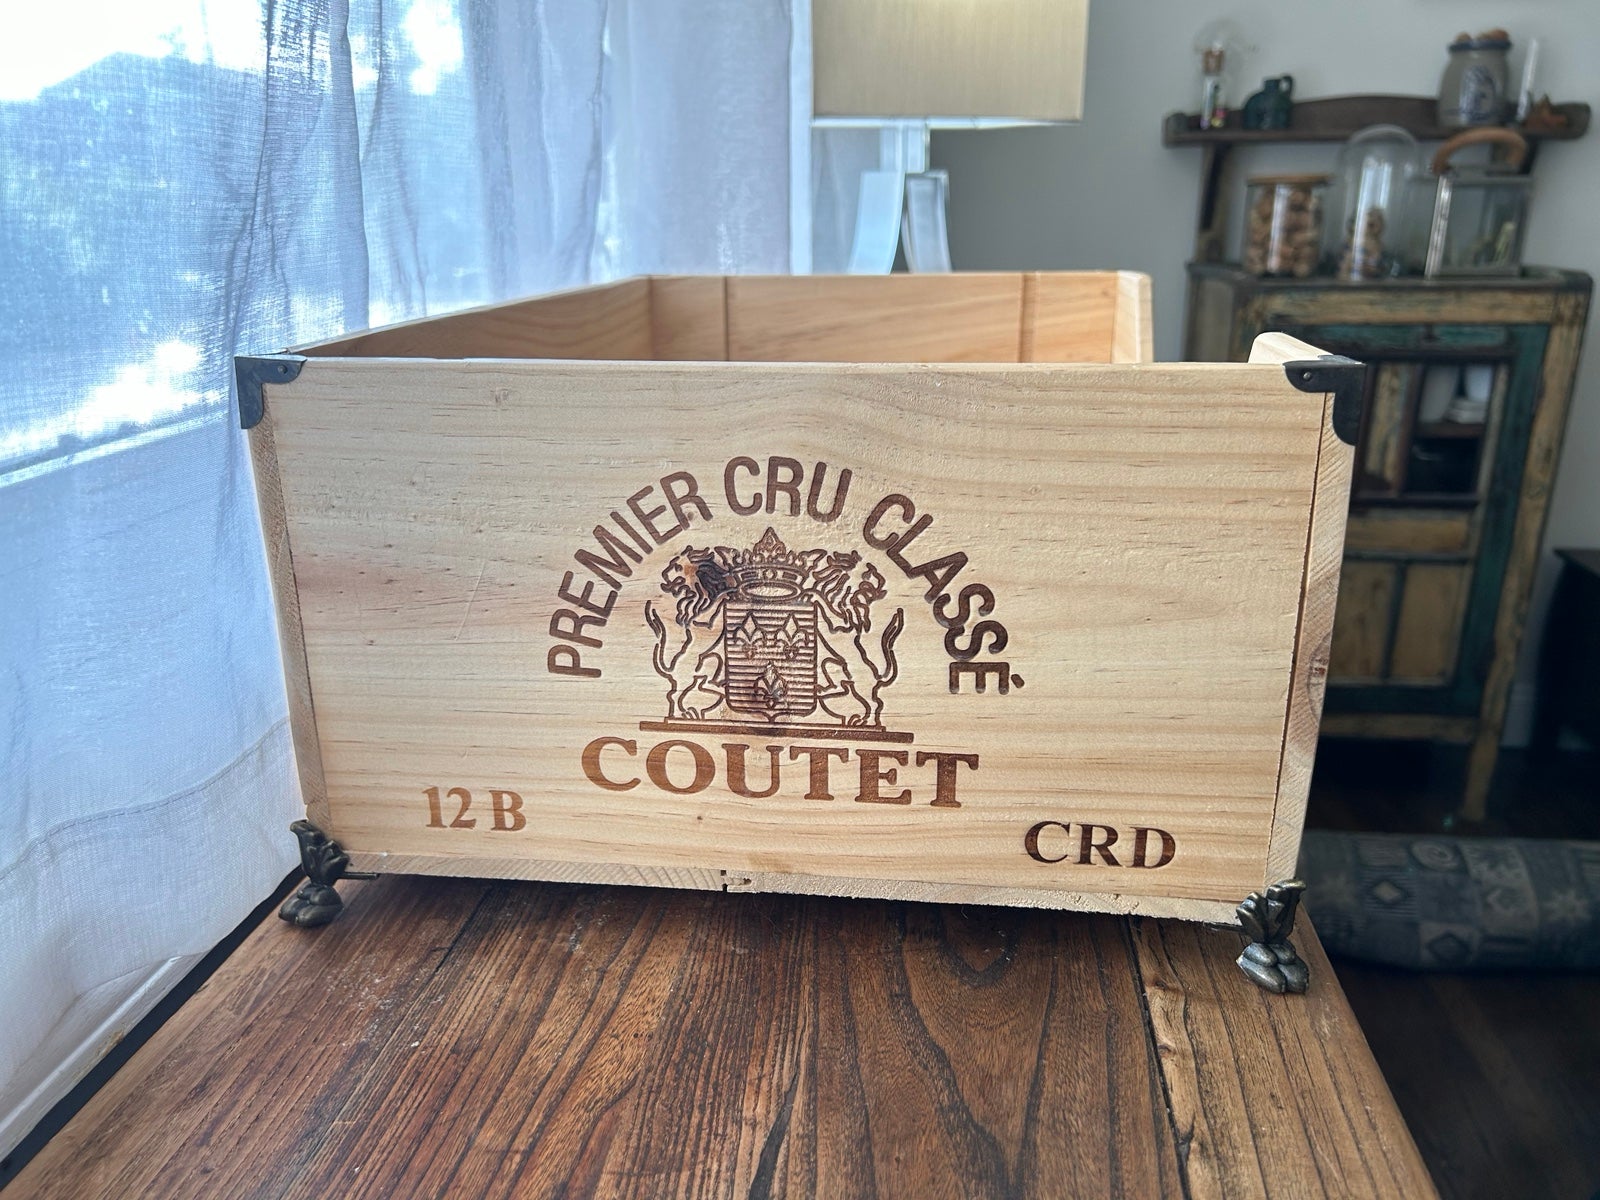 PREMIER CRU CLASSÉ
COUTET
12 B
CRD